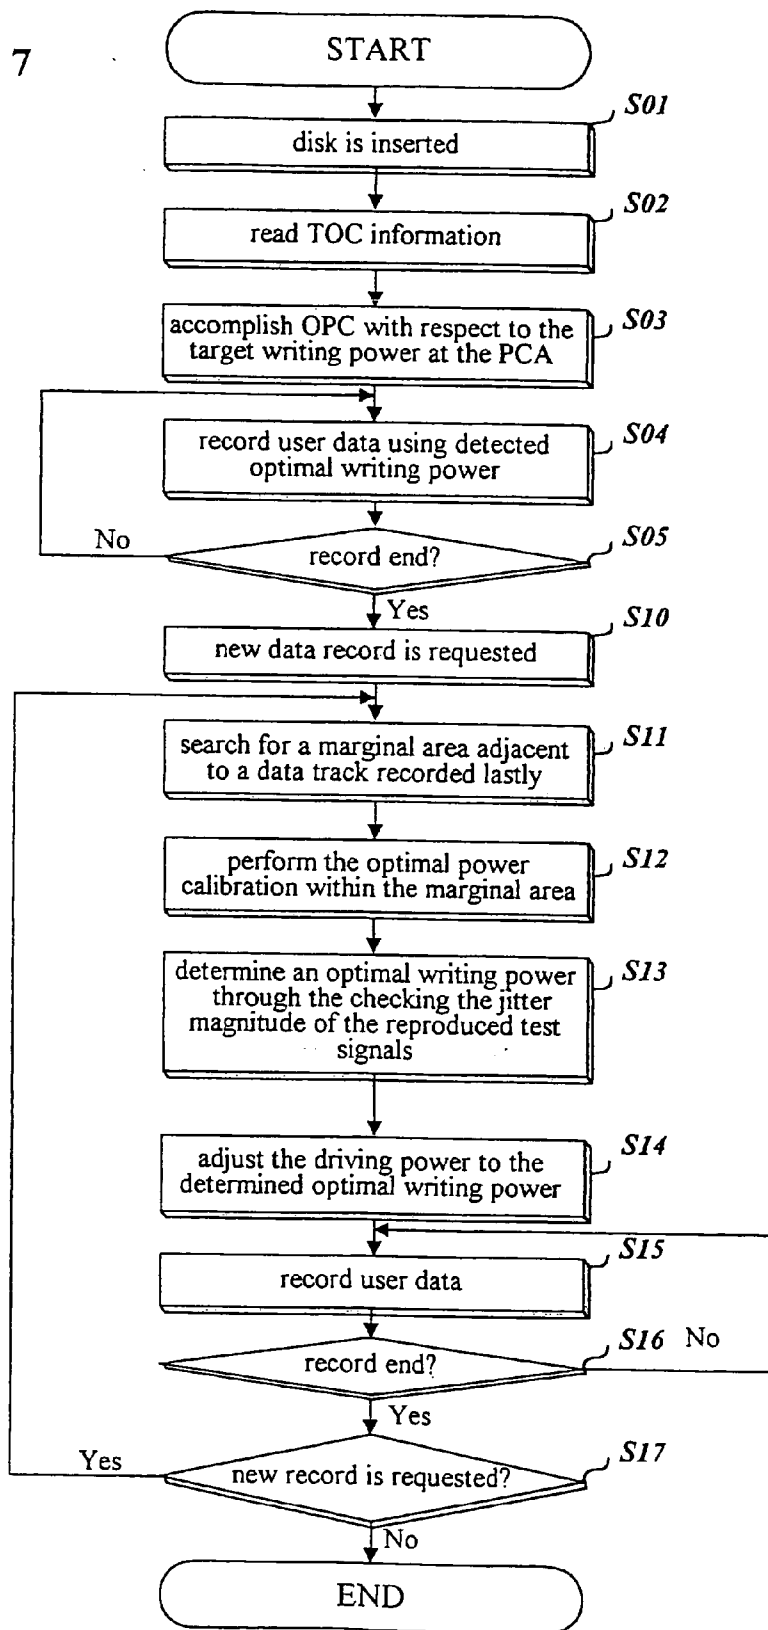 7
START
S01
disk is inserted
S02
read TOC information
S03
accomplish OPC with respect to the
target writing power at the PCA
S04
record user data using detected
optimal writing power
No
S05
record end?
Yes
S10
new data record is requested
S11
search for a marginal area adjacent
to a data track recorded lastly
S12
perform the optimal power
calibration within the marginal area
S13
determine an optimal writing power
through the checking the jitter
magnitude of the reproduced test
signals
S14
adjust the driving power to the
determined optimal writing power
S15
record user data
S16 No
record end?
Yes
Yes
S17
new record is requested?
No
END